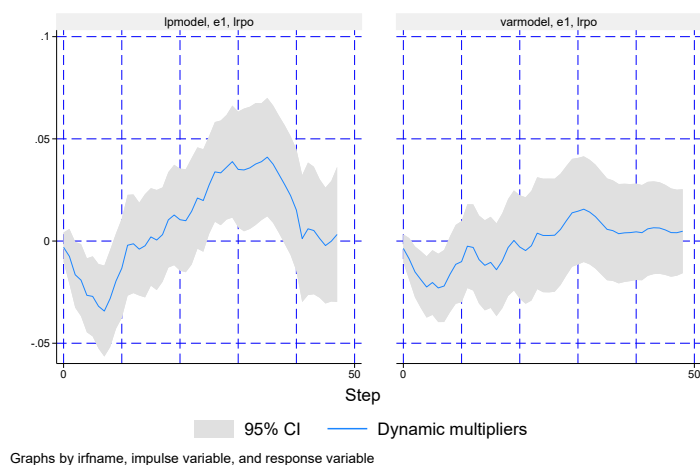 lpmodel, e1, lrpo
varmodel, e1, lrpo
.1
.05
0
-.05
0
50
0
50
Step
95% CI
Dynamic multipliers
Graphs by irfname, impulse variable, and response variable